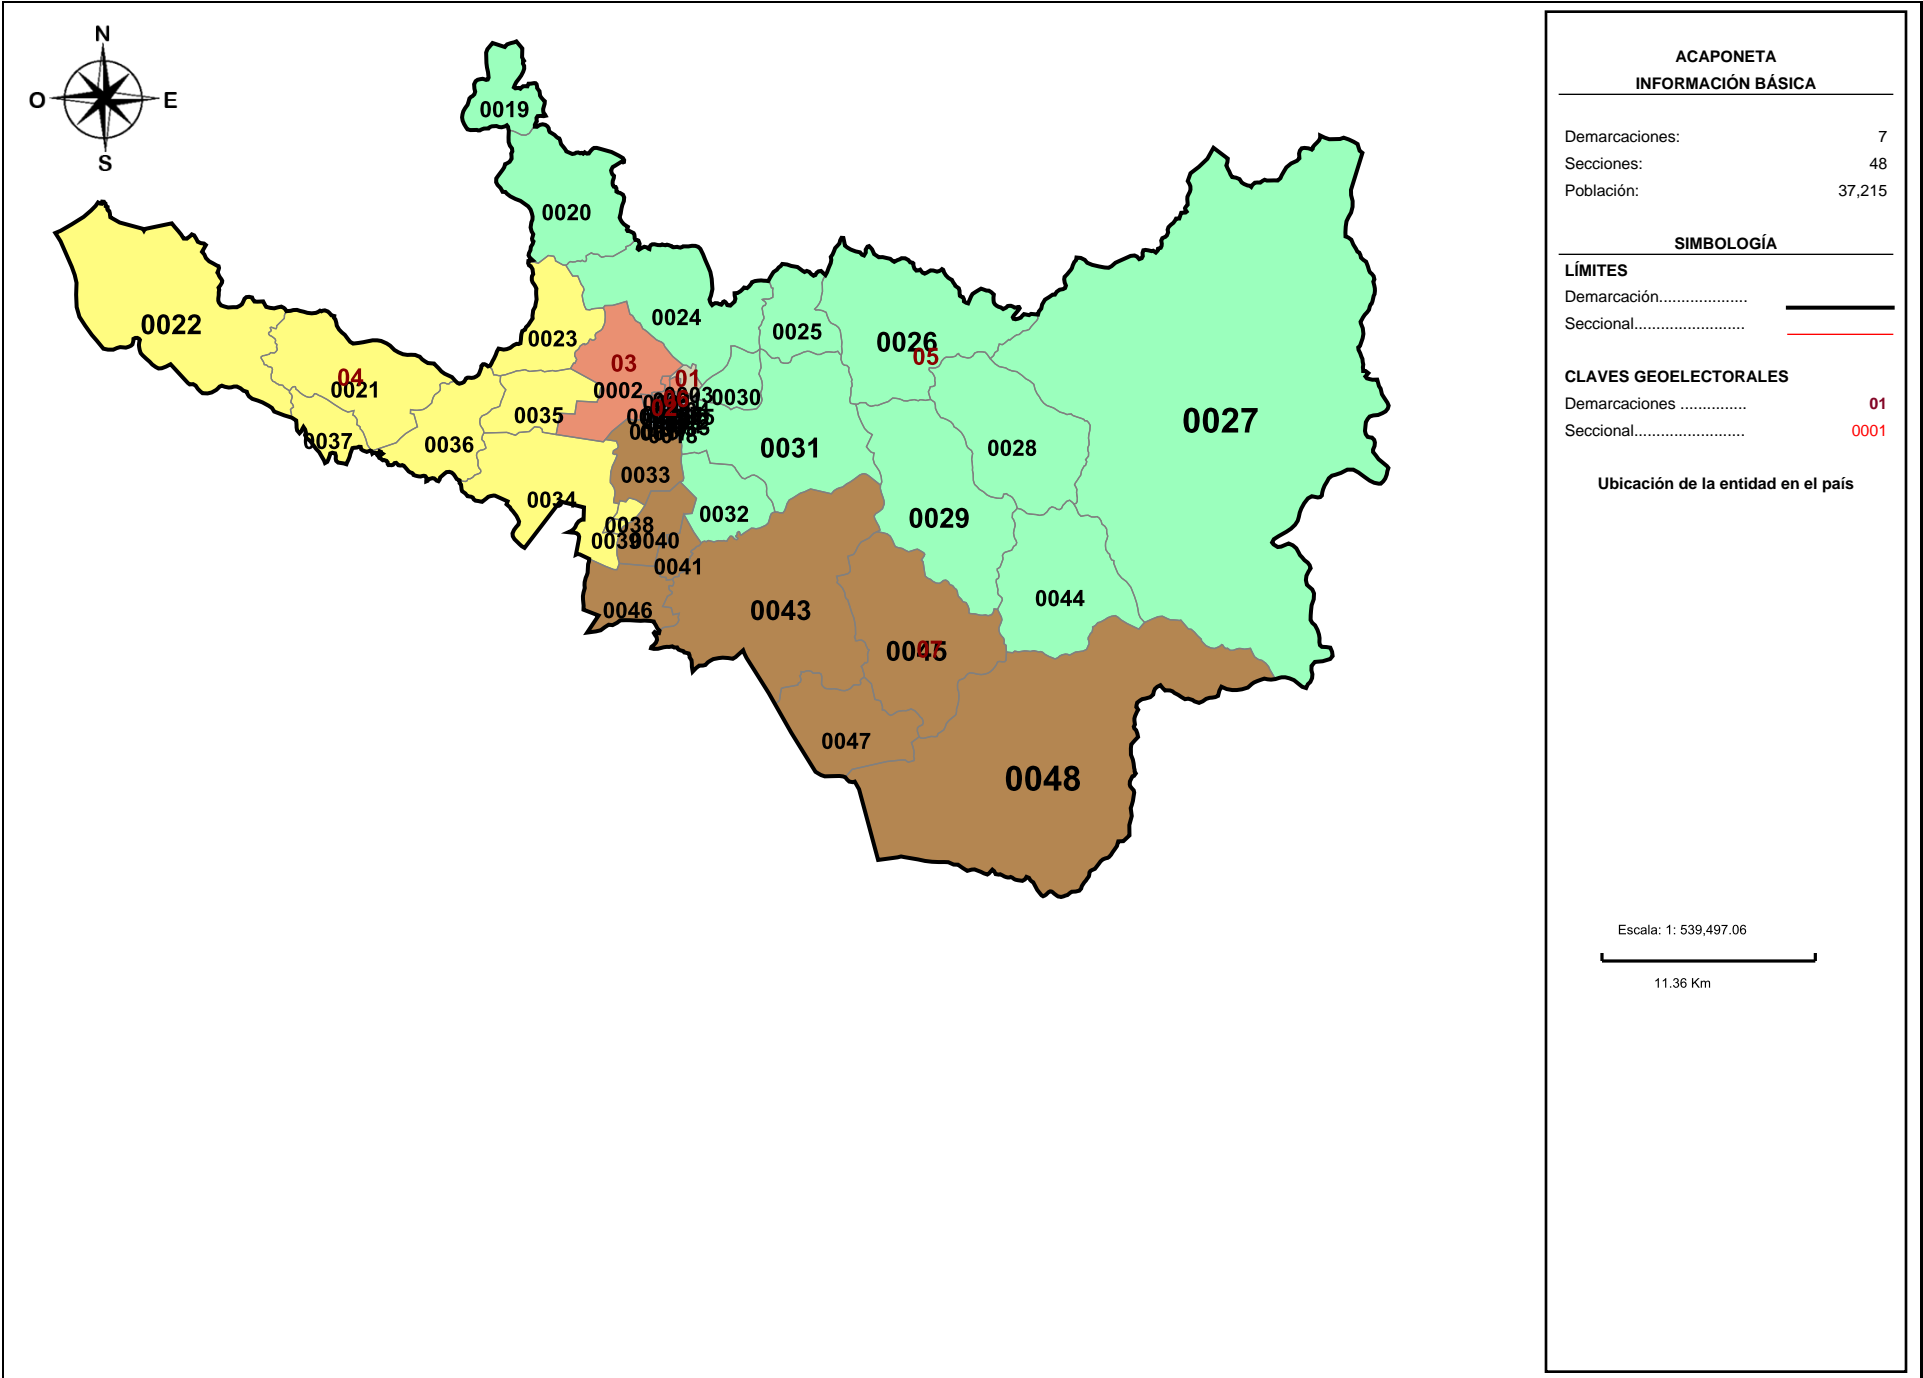 N
O E
S
0019
0020
0022
0023
0024
0025
0026
05
0027
03
04
0021
01
0002
0030
0035
0037
0036
0031
0028
0033
0034
0032
0029
0038
0039
0040
0041
0046
0043
0044
0045
07
0047
0048
ACAPONETA
INFORMACIÓN BÁSICA
Demarcaciones: 7
Secciones: 48
Población: 37,215
SIMBOLOGÍA
LÍMITES
Demarcación....................
Seccional.........................
CLAVES GEOELECTORALES
Demarcaciones ............... 01
Seccional......................... 0001
Ubicación de la entidad en el país
Escala: 1: 539,497.06
11.36 Km